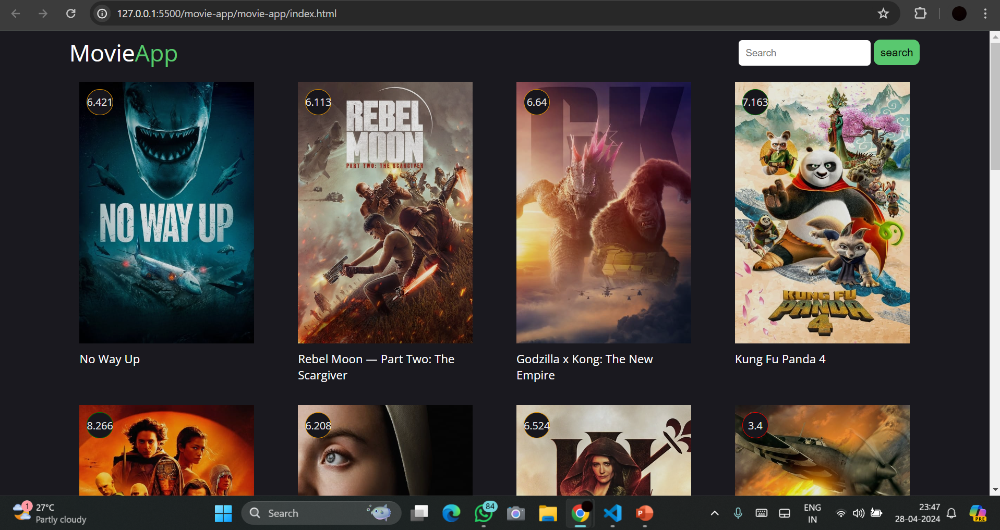 127.0.0.1:5500/movie-app/movie-app/index.html
MovieApp
Search
search
6.421
NO WAY UP
No Way Up
6.113
REBEL
MOON
PART TWO: THE SCARGIVER
Rebel Moon — Part Two: The
Scargiver
6.64
GK
Godzilla x Kong: The New
Empire
7.163
KUNG FU
PANDA
4
Kung Fu Panda 4
8.266
6.208
6.524
3.4
1
27°C
Partly cloudy
Search
84
P
ENG
IN
23:47
28-04-2024
PRE